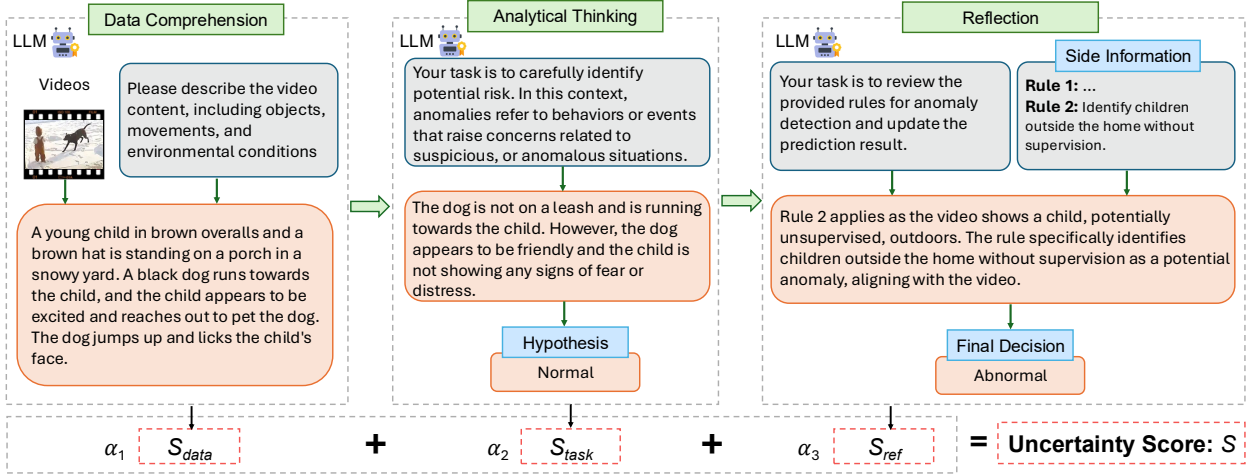 Data Comprehension
LLM
Videos
Please describe the video
content, including objects,
movements, and
environmental conditions
A young child in brown overalls and a
brown hat is standing on a porch in
a snowy yard. A black dog runs towards
the child, and the child appears to be
excited and reaches out to pet the dog.
The dog jumps up and licks the child's
face.
Analytical Thinking
LLM
Your task is to carefully identify
potential risk. In this context,
anomalies refer to behaviors or events
that raise concerns related to
suspicious, or anomalous situations.
The dog is not on a leash and is running
towards the child. However, the dog
appears to be friendly and the child is
not showing any signs of fear or
distress.
Hypothesis
Normal
Reflection
LLM
Your task is to review the
provided rules for anomaly
detection and update the
prediction result.
Side Information
Rule 1: ...
Rule 2: Identify children
outside the home without
supervision.
Rule 2 applies as the video shows a child, potentially
unsupervised, outdoors. The rule specifically identifies
children outside the home without supervision as a potential
anomaly, aligning with the video.
Final Decision
Abnormal
α1 Sdata + α2 Stask + α3 Sref = Uncertainty Score: S